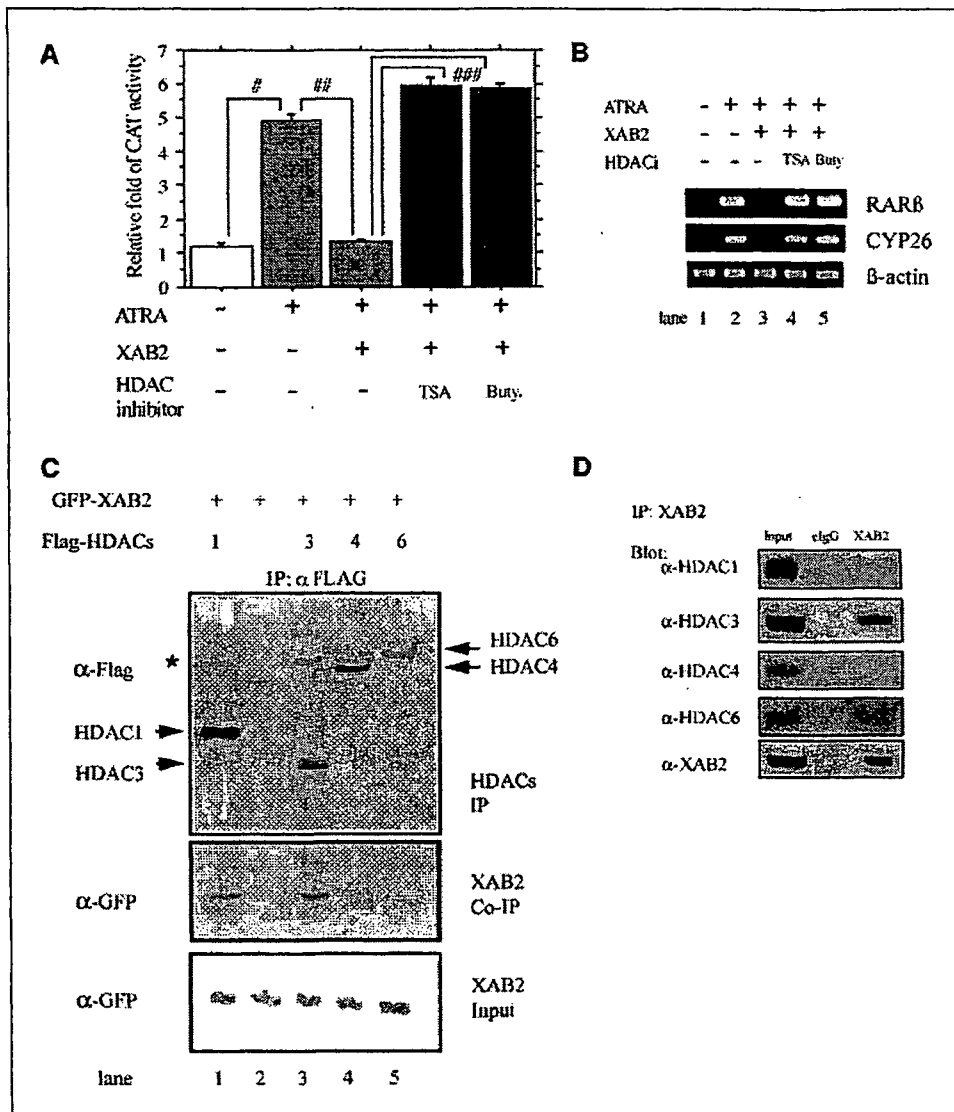 A
Relative fold of CAT activity
7
6
5
4
3
2
1
0
# ## ###
ATRA - + + + +
XAB2 - - + + +
HDAC inhibitor - - - TSA Buty.
B
ATRA - + + + +
XAB2 - - + + +
HDACi - - - TSA Buty
RARß
CYP26
ß-actin
lane 1 2 3 4 5
C
GFP-XAB2 + + + + +
Flag-HDACs 1 3 4 6
IP: α FLAG
α-Flag *
HDAC6
HDAC4
HDAC1
HDAC3
HDACs
IP
α-GFP
XAB2
Co-IP
α-GFP
XAB2
Input
lane 1 2 3 4 5
D
IP: XAB2
Input cIgG XAB2
Blot:
α-HDAC1
α-HDAC3
α-HDAC4
α-HDAC6
α-XAB2